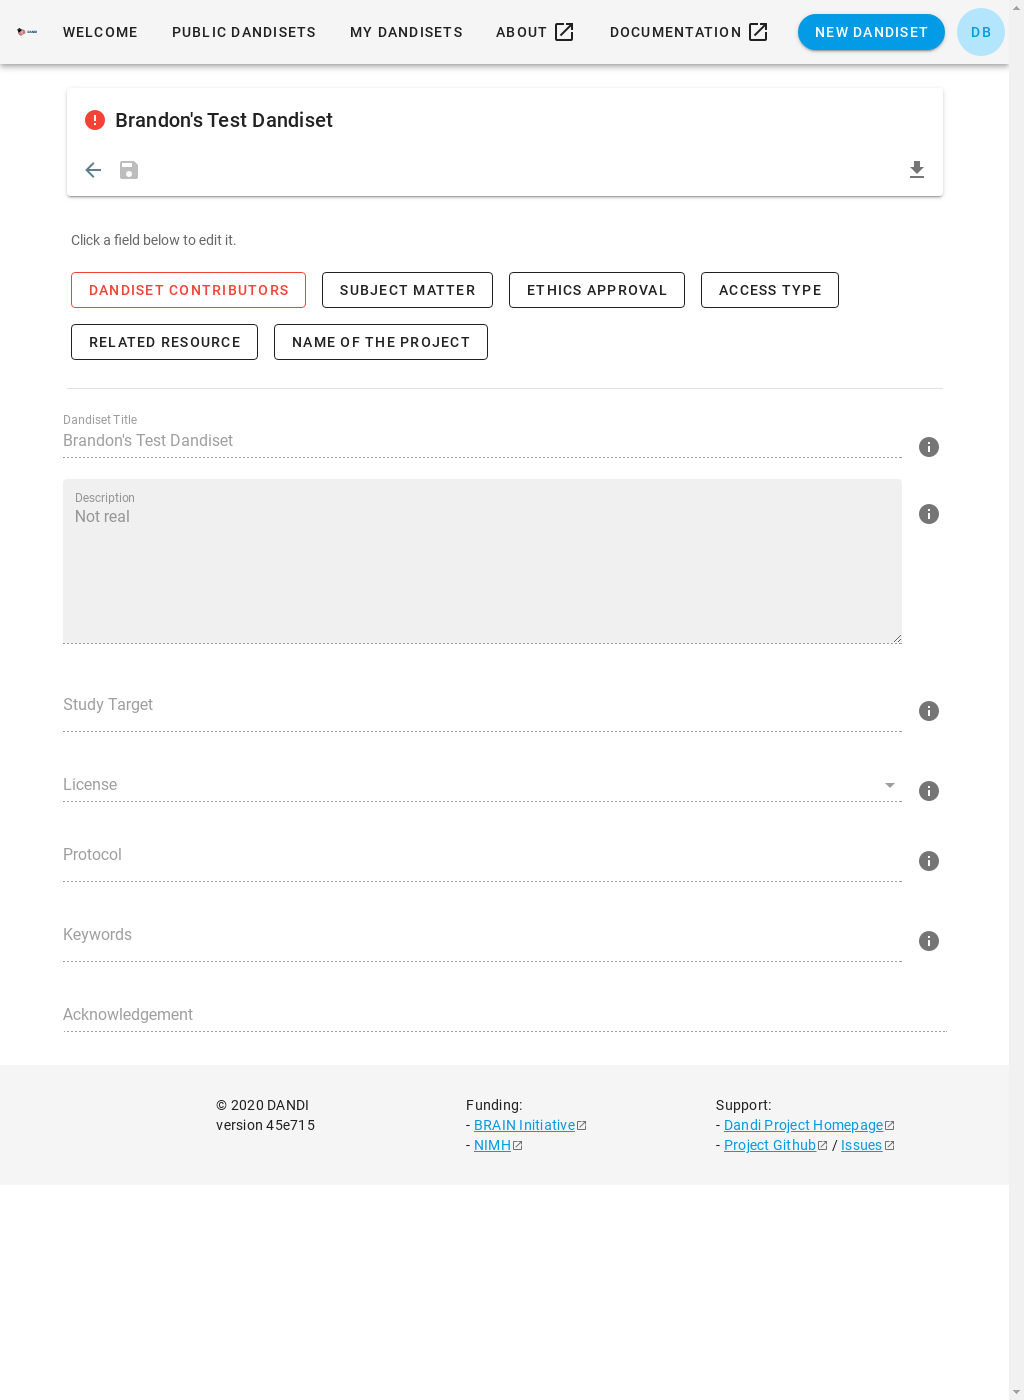 WELCOME PUBLIC DANDISETS MY DANDISETS ABOUT DOCUMENTATION NEW DANDISET DB
Brandon's Test Dandiset
Click a field below to edit it.
DANDISET CONTRIBUTORS SUBJECT MATTER ETHICS APPROVAL ACCESS TYPE
RELATED RESOURCE NAME OF THE PROJECT
Dandiset Title
Brandon's Test Dandiset
Description
Not real
Study Target
License
Protocol
Keywords
Acknowledgement
© 2020 DANDI
version 45e715
Funding:
- BRAIN Initiative
- NIMH
Support:
- Dandi Project Homepage
- Project Github / Issues